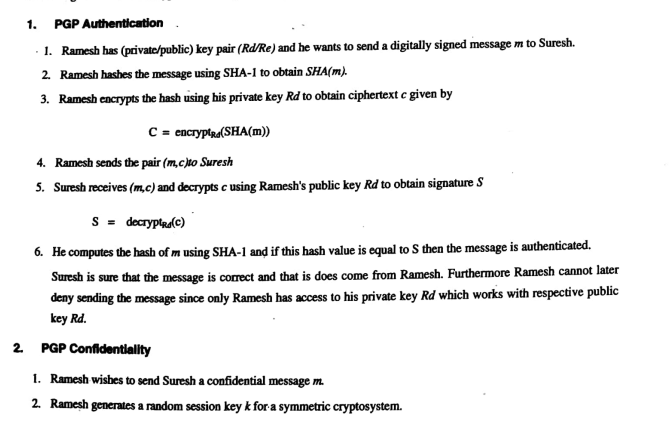 1. PGP Authentication
1. Ramesh has (private/public) key pair (Rd/Re) and he wants to send a digitally signed message m to Suresh.
2. Ramesh hashes the message using SHA-1 to obtain SHA(m).
3. Ramesh encrypts the hash using his private key Rd to obtain ciphertext c given by
C = encryptRd(SHA(m))
4. Ramesh sends the pair (m,c)to Suresh
5. Suresh receives (m,c) and decrypts c using Ramesh's public key Rd to obtain signature S
S = decryptRd(c)
6. He computes the hash of m using SHA-1 and if this hash value is equal to S then the message is authenticated.
Suresh is sure that the message is correct and that is does come from Ramesh. Furthermore Ramesh cannot later
deny sending the message since only Ramesh has access to his private key Rd which works with respective public
key Rd.
2. PGP Confidentiality
1. Ramesh wishes to send Suresh a confidential message m.
2. Ramesh generates a random session key k for a symmetric cryptosystem.